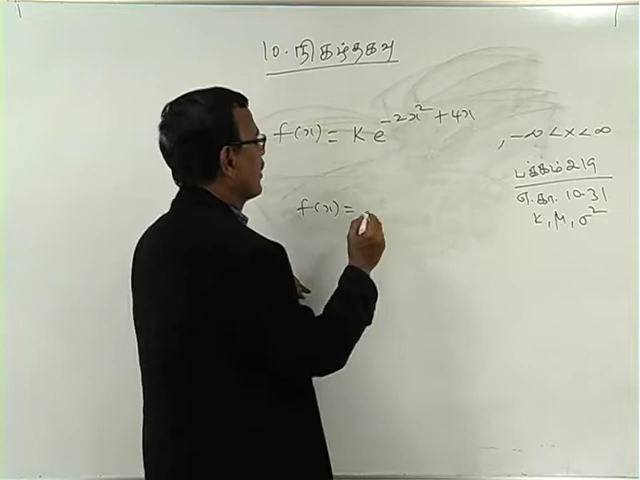 10. நிகழ்தகவு
f(x) = K e^{-2x² + 4x} , -∞ < x < ∞
பக்கம் 219
எ.கா. 10.31
K, μ, σ²
f(x) =